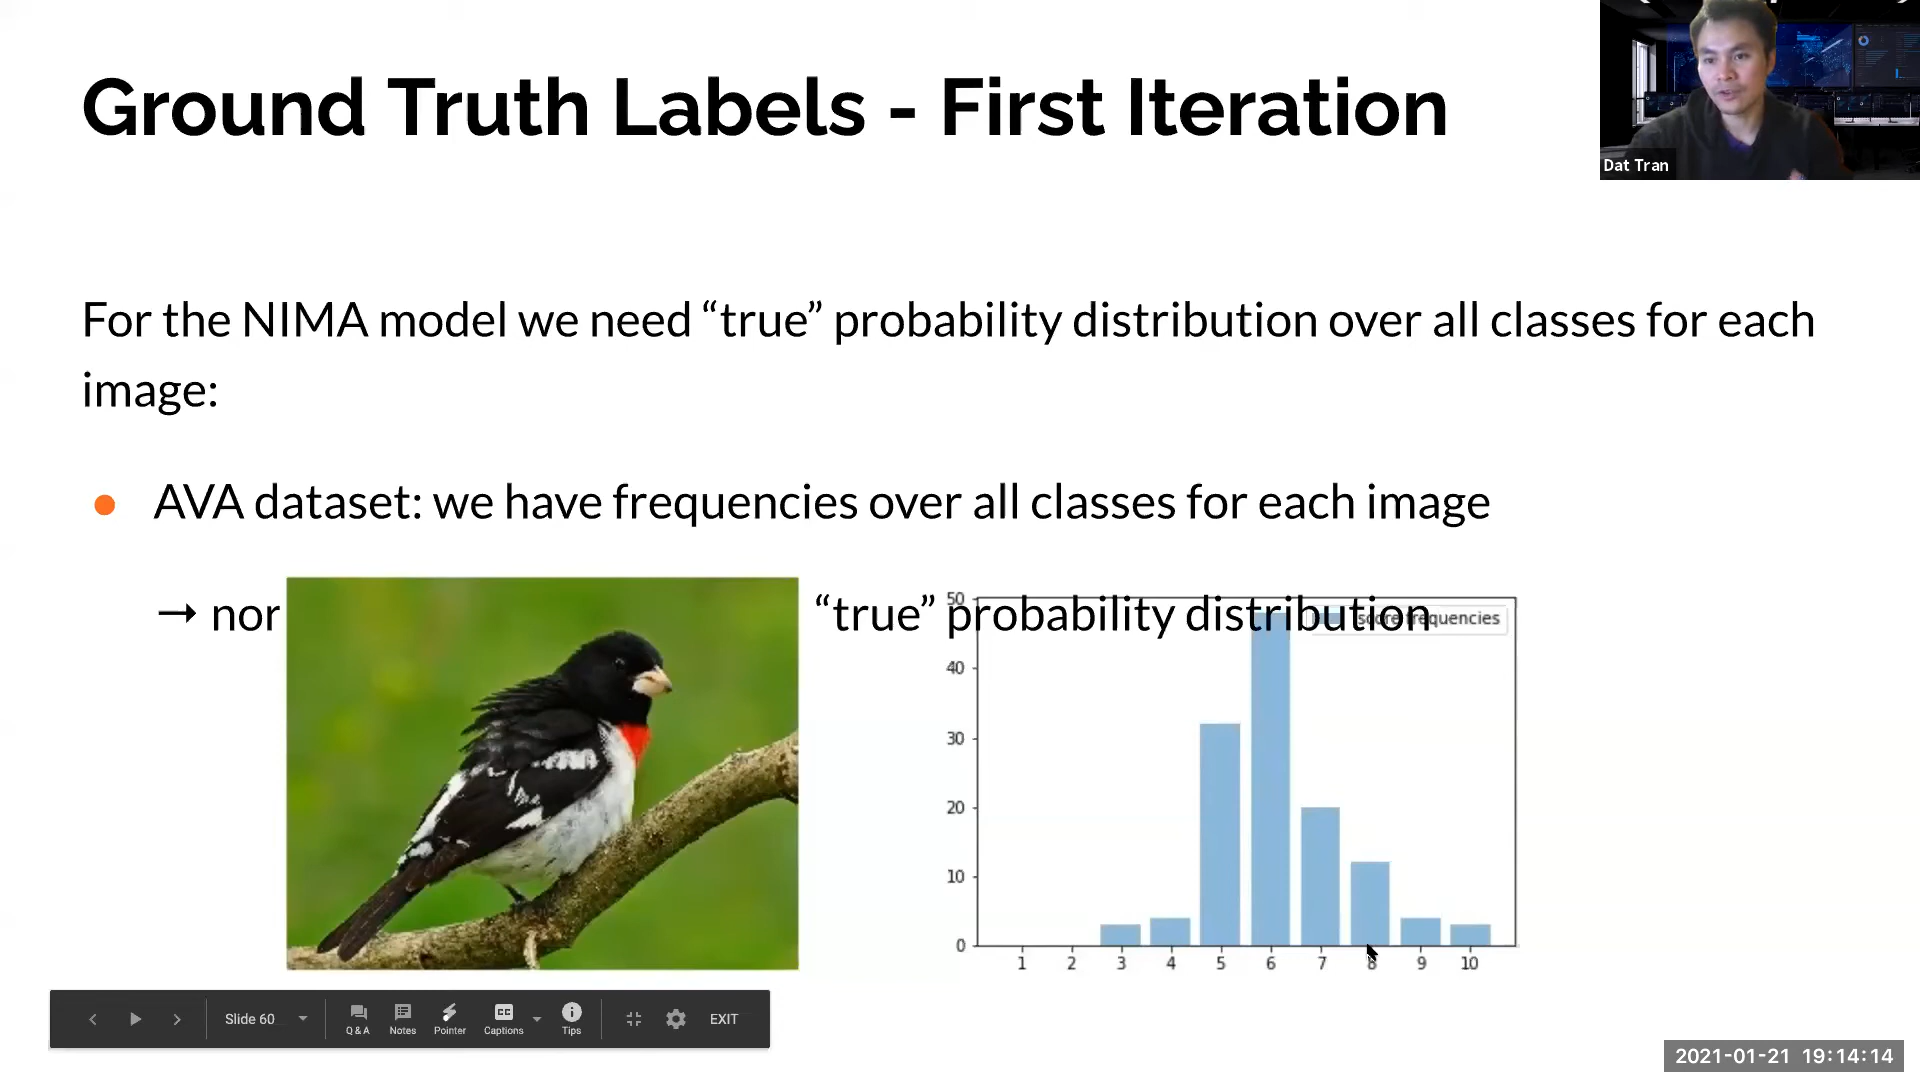 Ground Truth Labels - First Iteration
Dat Tran
For the NIMA model we need “true” probability distribution over all classes for each
image:
● AVA dataset: we have frequencies over all classes for each image
→ nor “true” probability distribution
score frequencies
50
40
30
20
10
0
1 2 3 4 5 6 7 8 9 10
Slide 60 Q & A Notes Pointer Captions Tips EXIT
2021-01-21 19:14:14